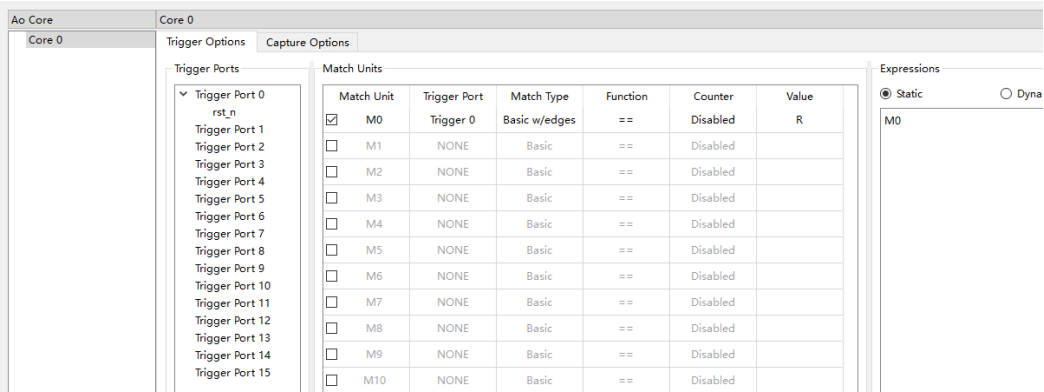 Ao Core Core 0
Core 0 Trigger Options Capture Options
Trigger Ports Match Units Expressions
Trigger Port 0 Match Unit Trigger Port Match Type Function Counter Value Static Dyna
rst_n M0 Trigger 0 Basic w/edges == Disabled R M0
Trigger Port 1
Trigger Port 2 M1 NONE Basic == Disabled
Trigger Port 3 M2 NONE Basic == Disabled
Trigger Port 4
Trigger Port 5 M3 NONE Basic == Disabled
Trigger Port 6 M4 NONE Basic == Disabled
Trigger Port 7
Trigger Port 8 M5 NONE Basic == Disabled
Trigger Port 9
Trigger Port 10 M6 NONE Basic == Disabled
Trigger Port 11 M7 NONE Basic == Disabled
Trigger Port 12
Trigger Port 13 M8 NONE Basic == Disabled
Trigger Port 14 M9 NONE Basic == Disabled
Trigger Port 15 M10 NONE Basic == Disabled